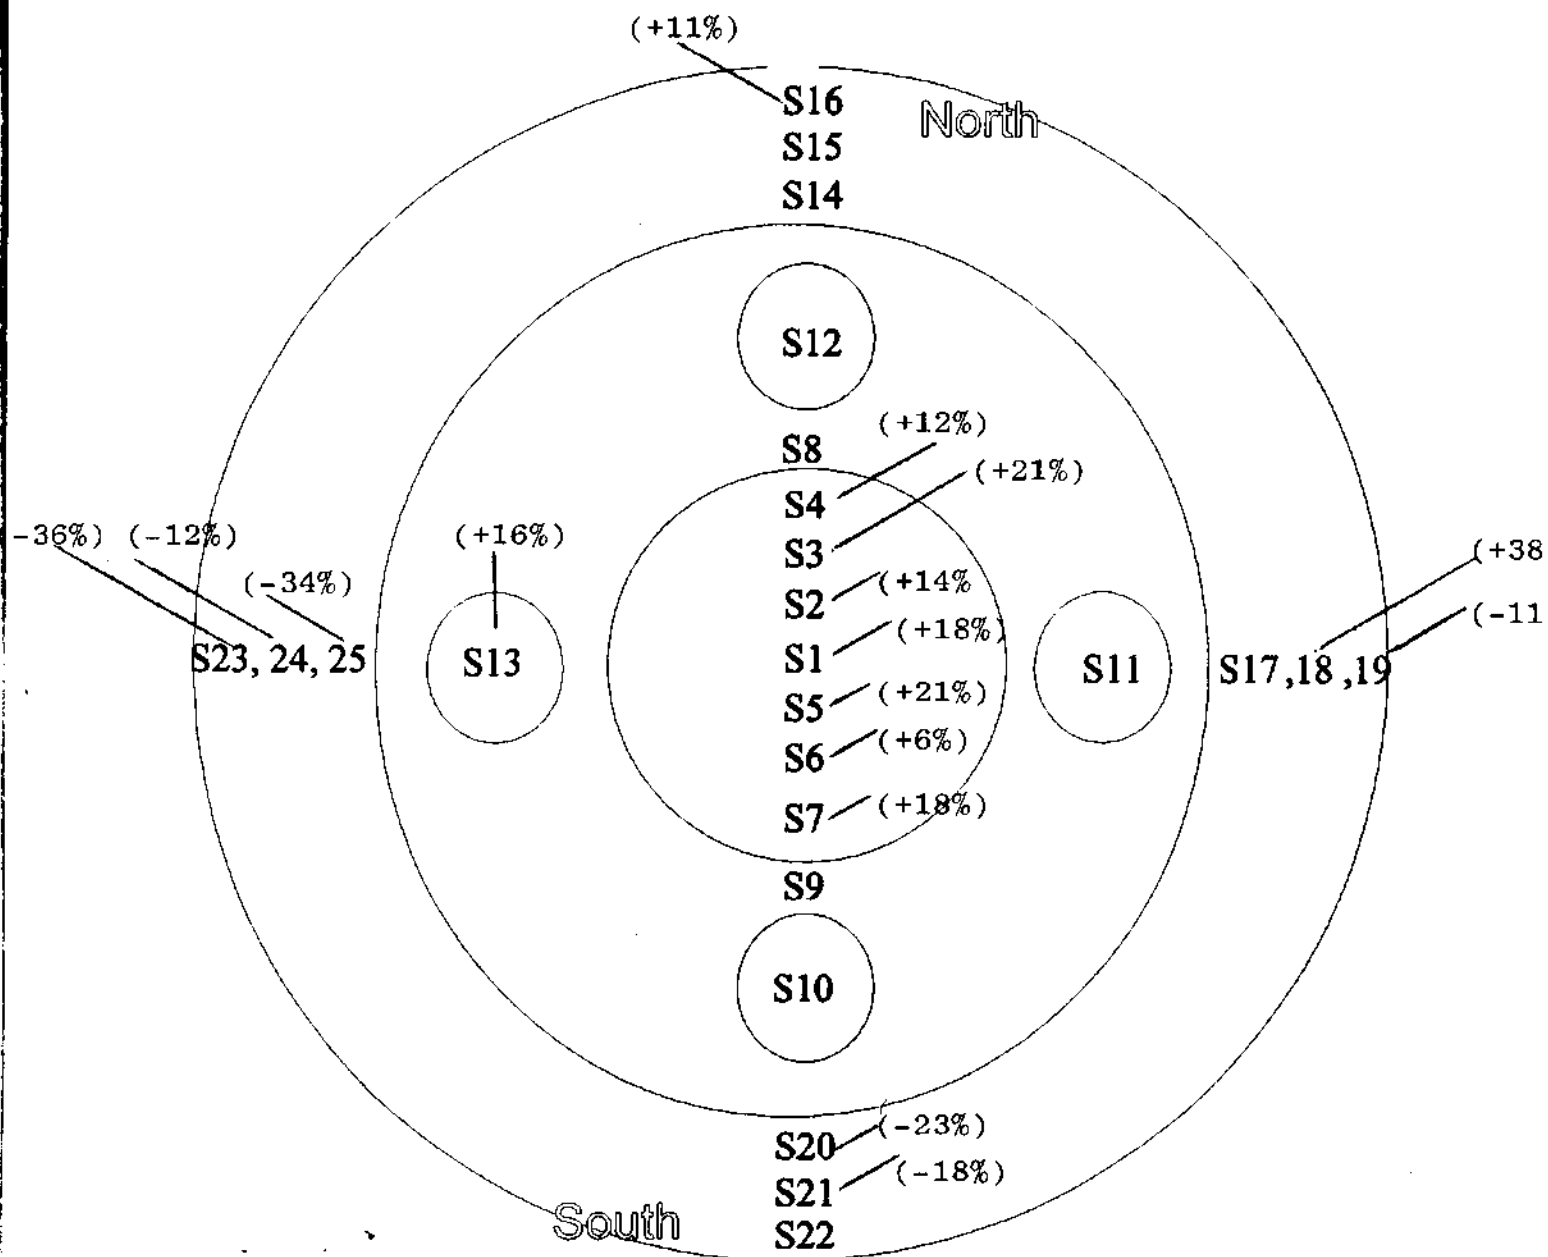 (+11%)
S16
North
S15
S14
S12
(+12%)
S8
(+21%)
S4
-36%) (-12%)
(+16%)
S3
(+38
(-34%)
S2
(+14%
(-11
(+18%)
S23, 24, 25
S13
S1
S11
S17,18 ,19
S5
(+21%)
S6
(+6%)
S7
(+18%)
S9
S10
S20
(-23%)
S21
(-18%)
South
S22